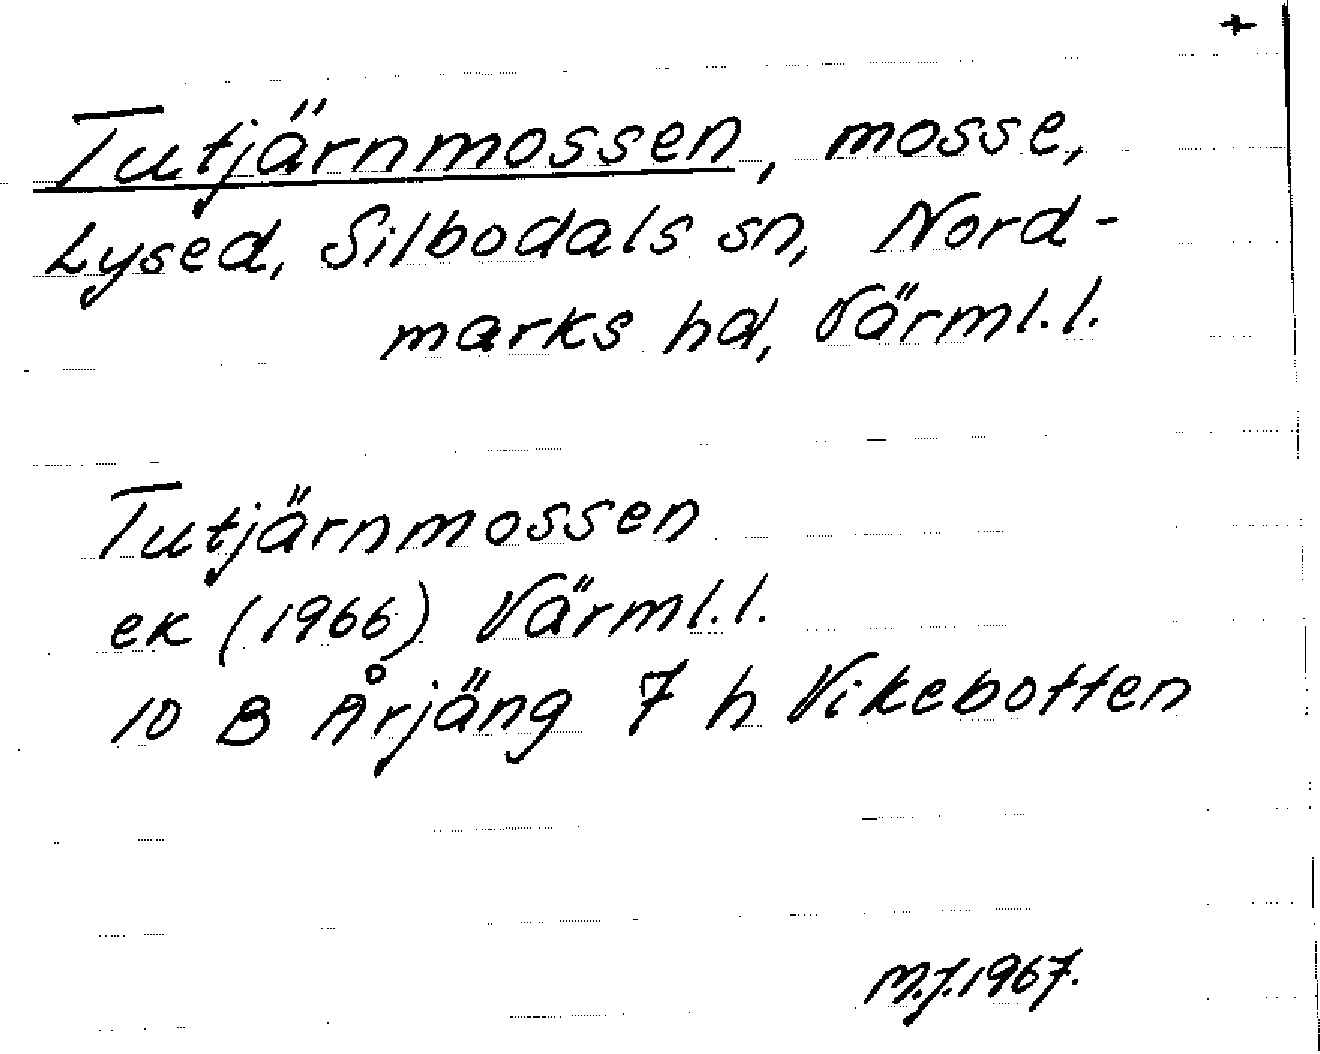 +
Tutjärnmossen, mosse,
Lysed, Silbodals sn, Nord-
marks hd, Värml. l.
Tutjärnmossen
ek (1966) Värml. l.
10 B Årjäng 7 h Vikebotten
M.J. 1967.